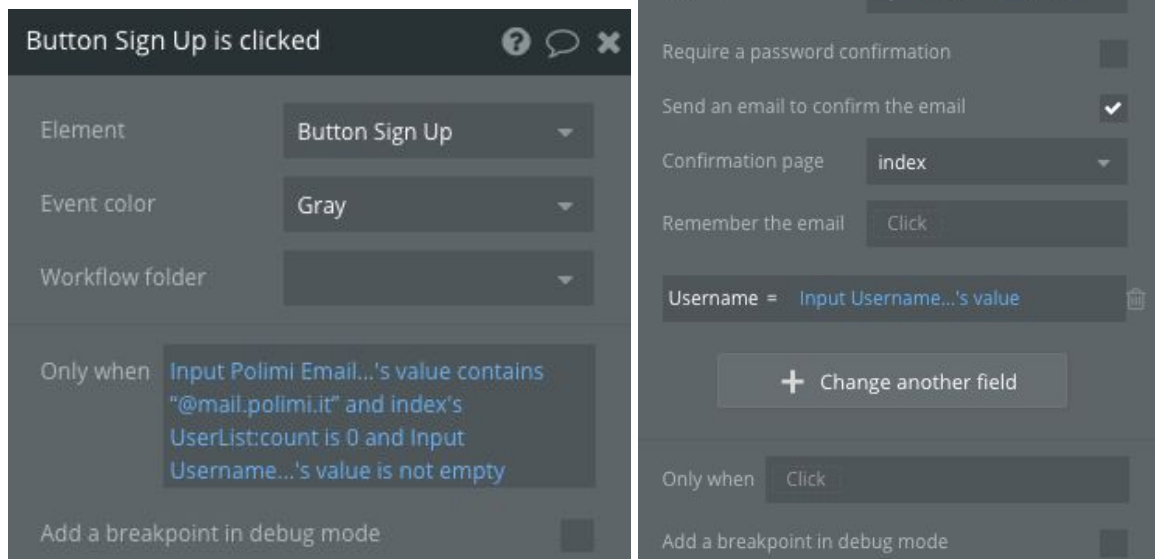 Button Sign Up is clicked
Element
Button Sign Up
Event color
Gray
Workflow folder
Only when
Input Polimi Email...'s value contains
“@mail.polimi.it” and index's
UserList:count is 0 and Input
Username...'s value is not empty
Add a breakpoint in debug mode
Require a password confirmation
Send an email to confirm the email
Confirmation page
index
Remember the email
Click
Username = Input Username...'s value
+ Change another field
Only when
Click
Add a breakpoint in debug mode